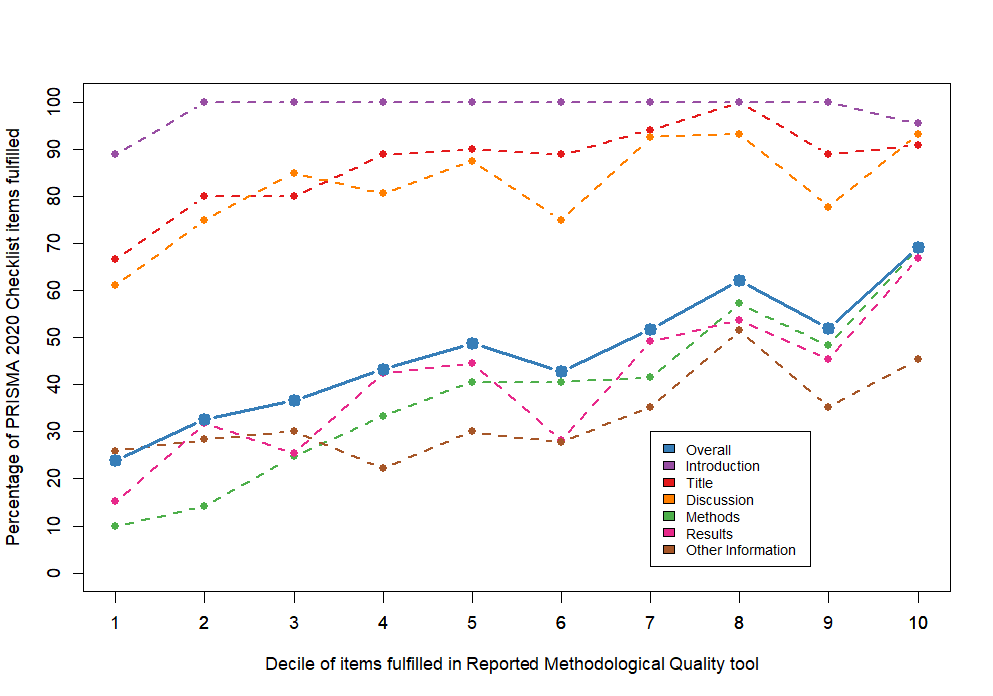 Percentage of PRISMA 2020 Checklist items fulfilled
100
90
80
70
60
50
40
30
20
10
0
Overall
Introduction
Title
Discussion
Methods
Results
Other Information
1 2 3 4 5 6 7 8 9 10
Decile of items fulfilled in Reported Methodological Quality tool